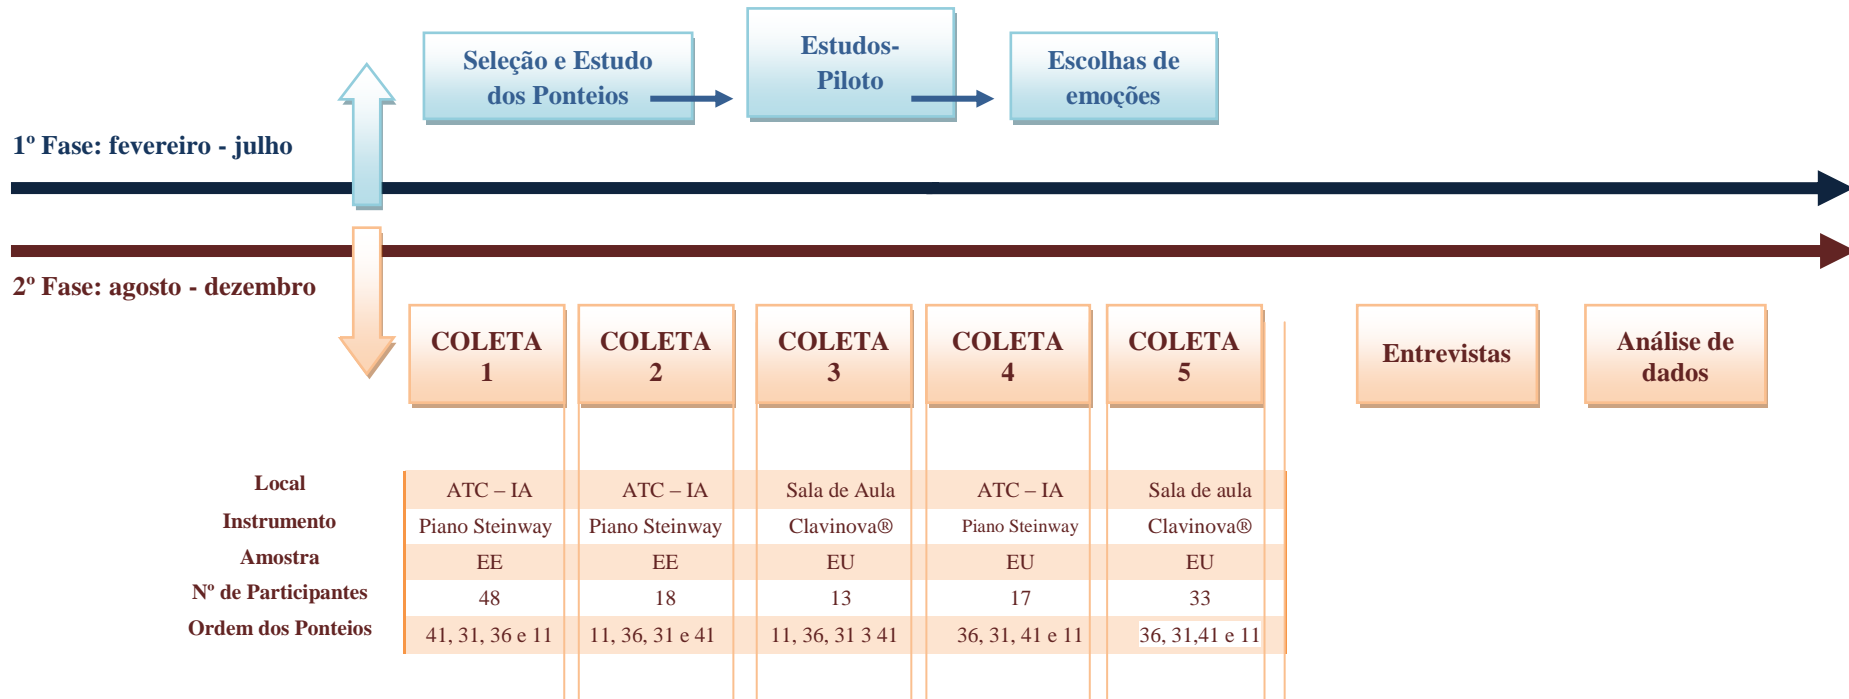 Seleção e Estudo
dos Ponteios
Estudos-
Piloto
Escolhas de
emoções
1º Fase: fevereiro - julho
2º Fase: agosto - dezembro
COLETA
1
COLETA
2
COLETA
3
COLETA
4
COLETA
5
Entrevistas
Análise de
dados
Local ATC – IA ATC – IA Sala de Aula ATC – IA Sala de aula
Instrumento Piano Steinway Piano Steinway Clavinova® Piano Steinway Clavinova®
Amostra EE EE EU EU EU
Nº de Participantes 48 18 13 17 33
Ordem dos Ponteios 41, 31, 36 e 11 11, 36, 31 e 41 11, 36, 31 3 41 36, 31, 41 e 11 36, 31,41 e 11